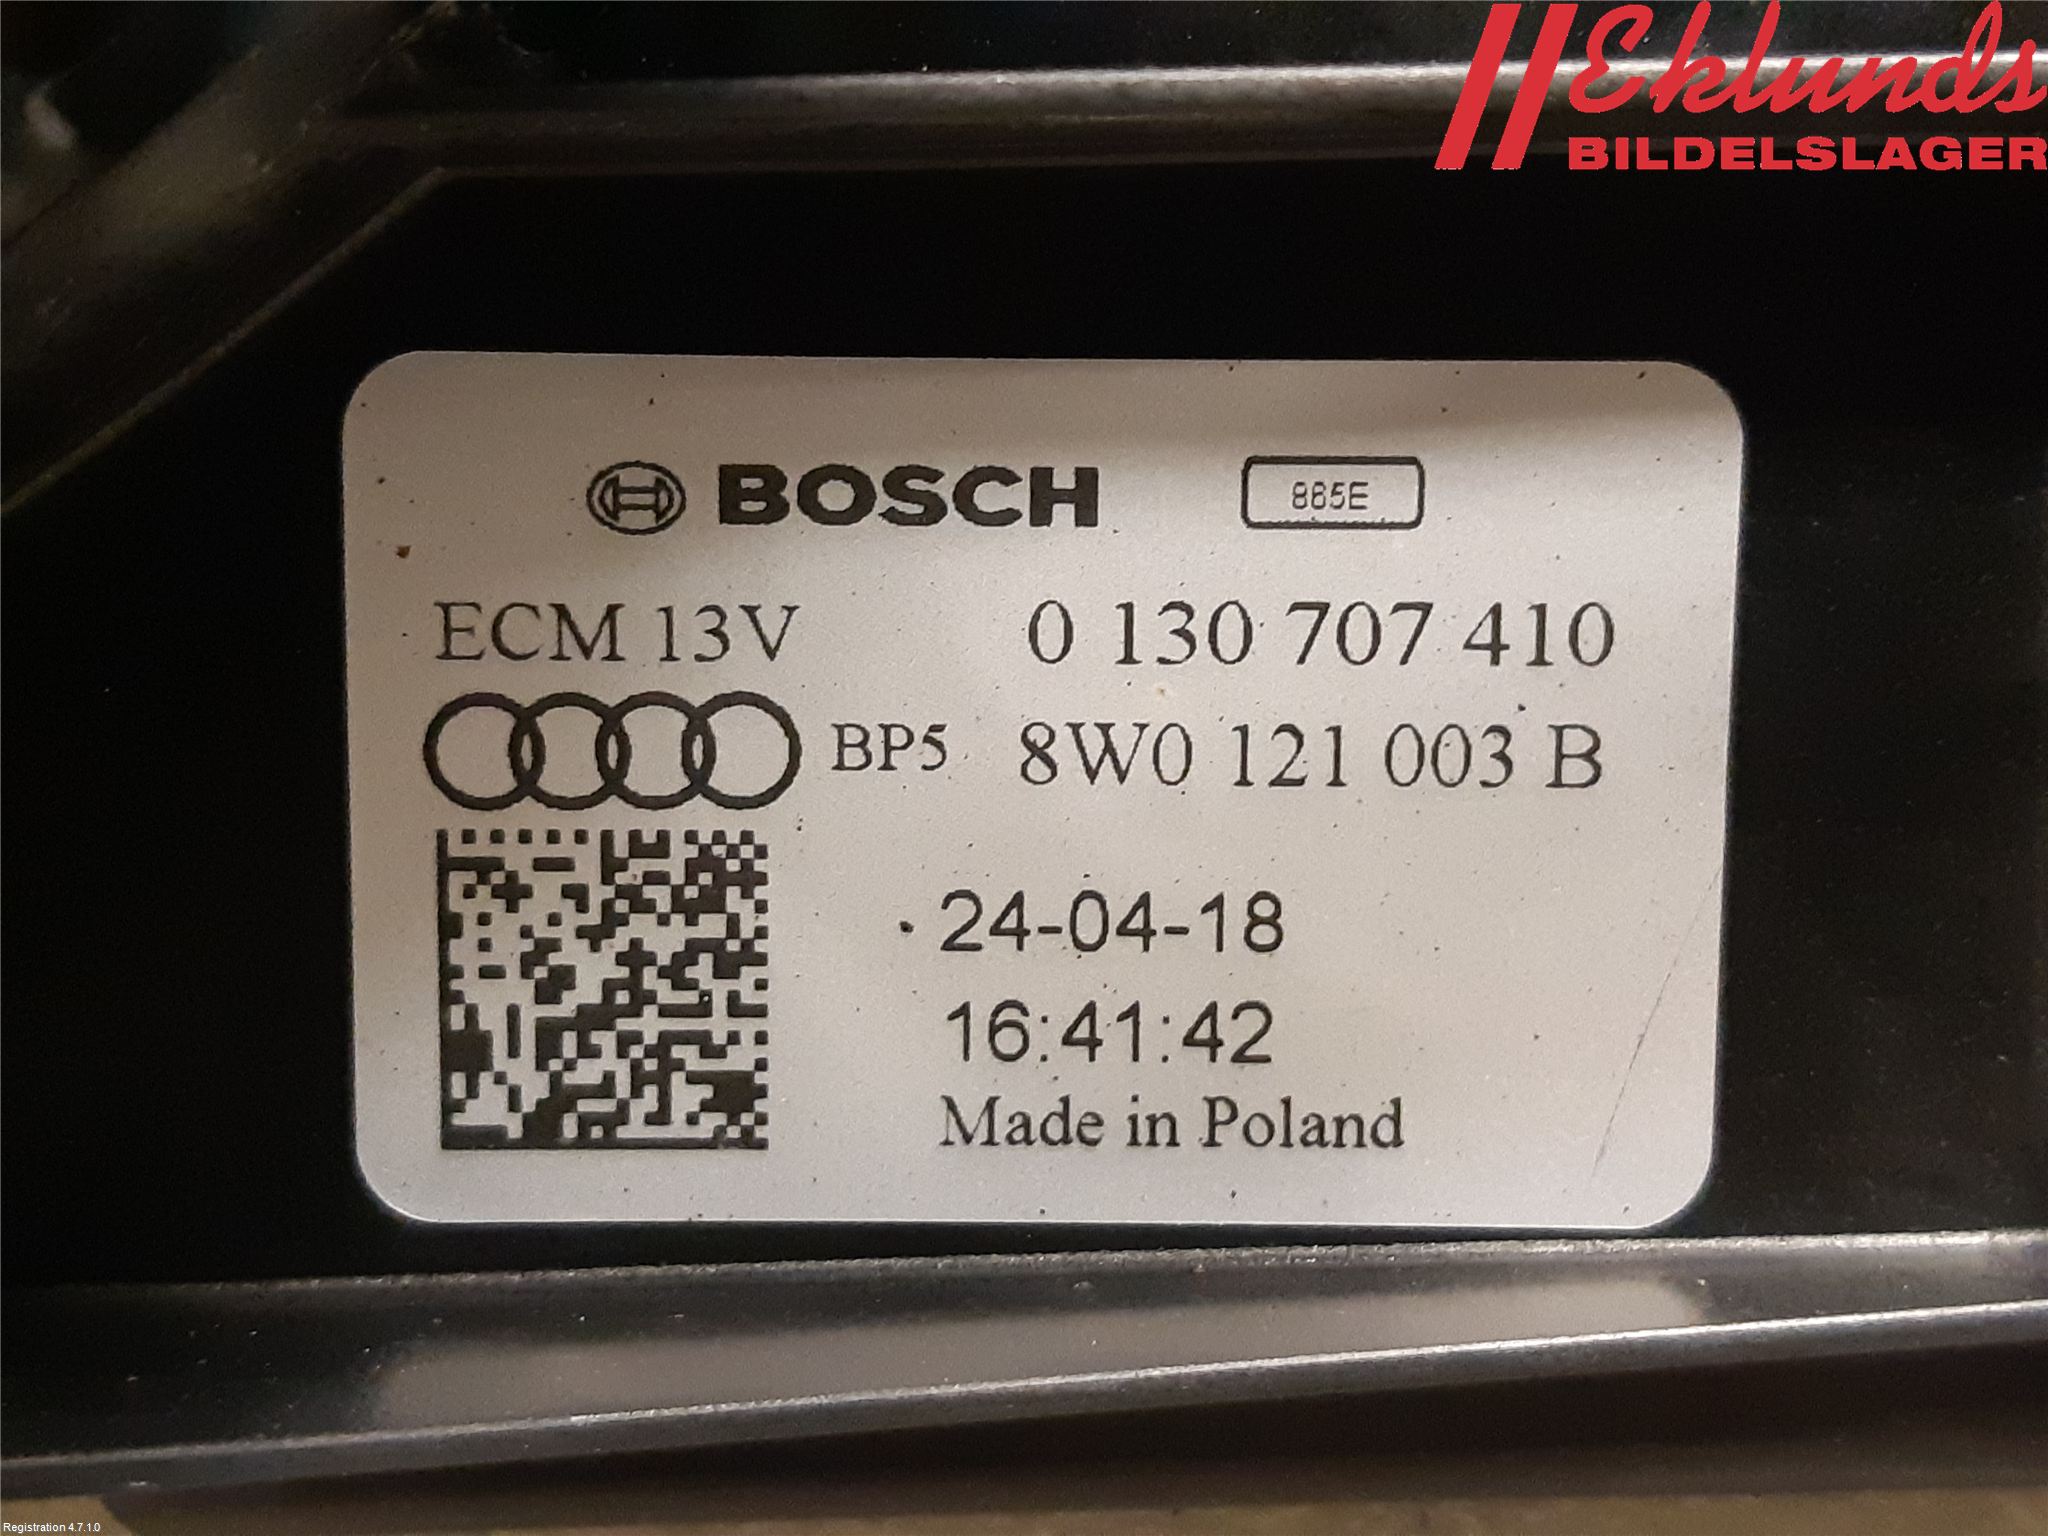 Eklunds
BILDELSLAGER
BOSCH 865E
ECM 13V 0 130 707 410
BP5 8W0 121 003 B
24-04-18
16:41:42
Made in Poland
Registration 4.7.1.0